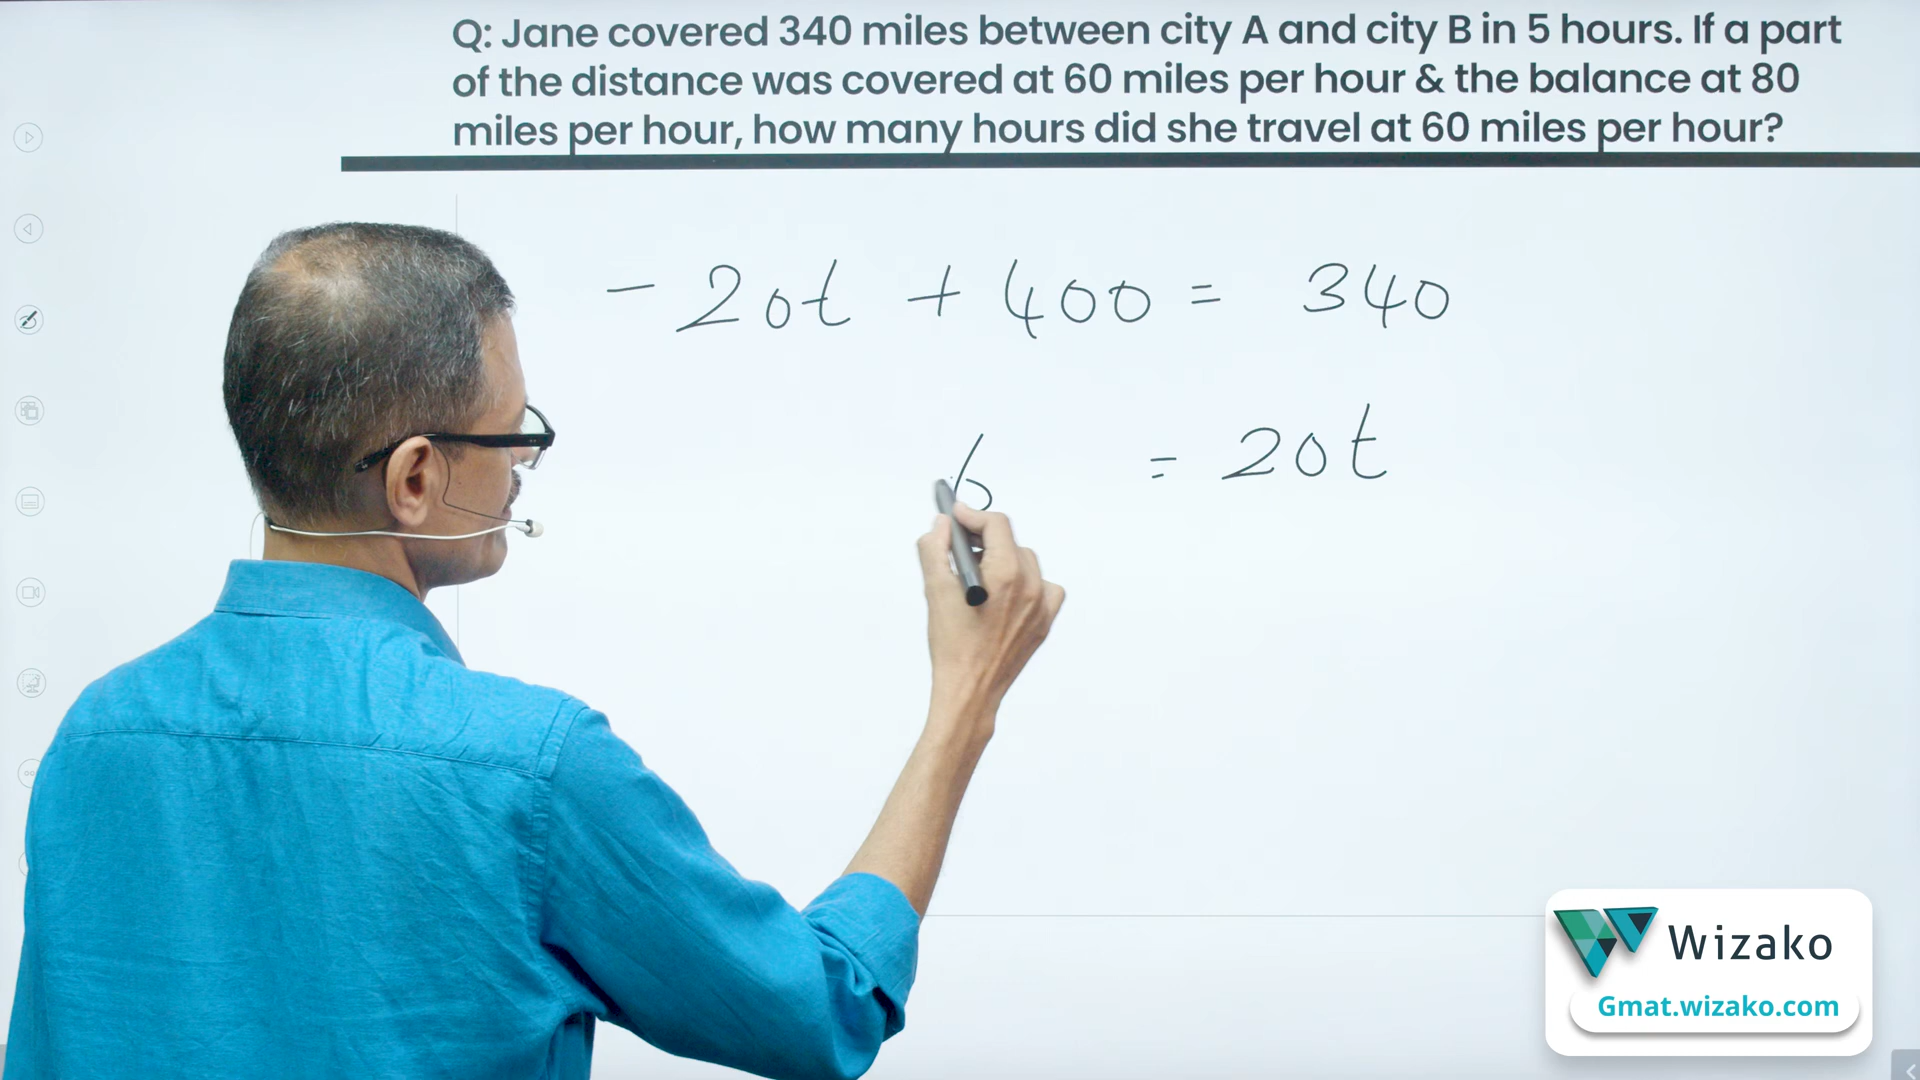 Q: Jane covered 340 miles between city A and city B in 5 hours. If a part
of the distance was covered at 60 miles per hour & the balance at 80
miles per hour, how many hours did she travel at 60 miles per hour?
- 20t + 400 = 340
6 = 20t
Wizako
Gmat.wizako.com